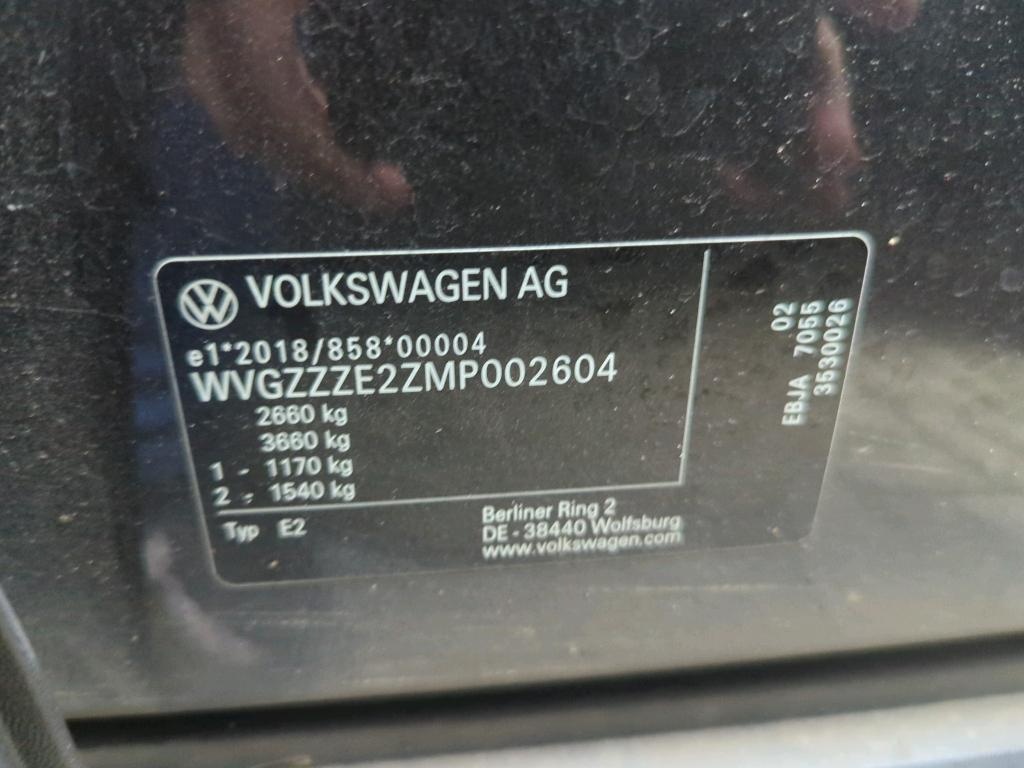 VOLKSWAGEN AG
e1*2018/858*00004
WVGZZZE2ZMP002604
2660 kg
3660 kg
1 - 1170 kg
2 - 1540 kg
Typ E2
Berliner Ring 2
DE - 38440 Wolfsburg
www.volkswagen.com
02
EBJA 7055
3530026